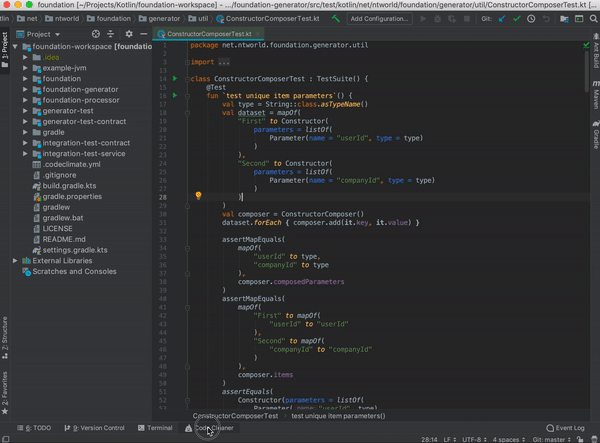 foundation [~/Projects/Kotlin/foundation-workspace] - .../foundation-generator/src/test/kotlin/net/ntworld/foundation/generator/util/ConstructorComposerTest.kt
net
ntworld
foundation
generator
util
ConstructorComposerTest.kt
Add Configuration...
Git:
Project
ConstructorComposerTest.kt
1: Project
foundation-workspace [foundation
.idea
example-jvm
foundation
foundation-generator
foundation-processor
generator-test
generator-test-contract
gradle
integration-test-contract
integration-test-service
.codeclimate.yml
.gitignore
build.gradle.kts
gradle.properties
gradlew
gradlew.bat
LICENSE
README.md
settings.gradle.kts
External Libraries
Scratches and Consoles
7: Structure
2: Favorites
1 package net.ntworld.foundation.generator.util
2
3 import ...
13
14 class ConstructorComposerTest : TestSuite() {
15 @Test
16 fun `test unique item parameters`() {
17 val type = String::class.asTypeName()
18 val dataset = mapOf(
19 "First" to Constructor(
20 parameters = listOf(
21 Parameter(name = "userId", type = type)
22 )
23 ),
24 "Second" to Constructor(
25 parameters = listOf(
26 Parameter(name = "companyId", type = type)
27 )
28 )
29 )
30 val composer = ConstructorComposer()
31 dataset.forEach { composer.add(it.key, it.value) }
32
33 assertMapEquals(
34 mapOf(
35 "userId" to type,
36 "companyId" to type
37 ),
38 composer.composedParameters
39 )
40 assertMapEquals(
41 mapOf(
42 "First" to mapOf(
43 "userId" to "userId"
44 ),
45 "Second" to mapOf(
46 "companyId" to "companyId"
47 )
48 ),
49 composer.items
50 )
51 assertEquals(
52 Constructor(parameters = listOf(
Parameter( name= "userId", type)
Ant Build
Maven
Gradle
ConstructorComposerTest
test unique item parameters()
6: TODO
9: Version Control
Terminal
Code Cleaner
Event Log
28:14
LF
UTF-8
4 spaces
Git: master